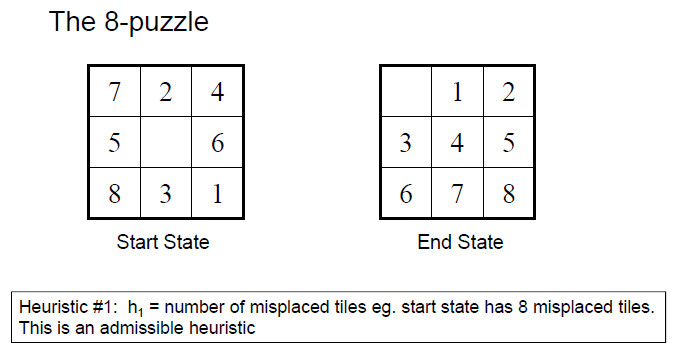 The 8-puzzle
7 2 4
5 6
8 3 1
Start State
1 2
3 4 5
6 7 8
End State
Heuristic #1: h1 = number of misplaced tiles eg. start state has 8 misplaced tiles.
This is an admissible heuristic